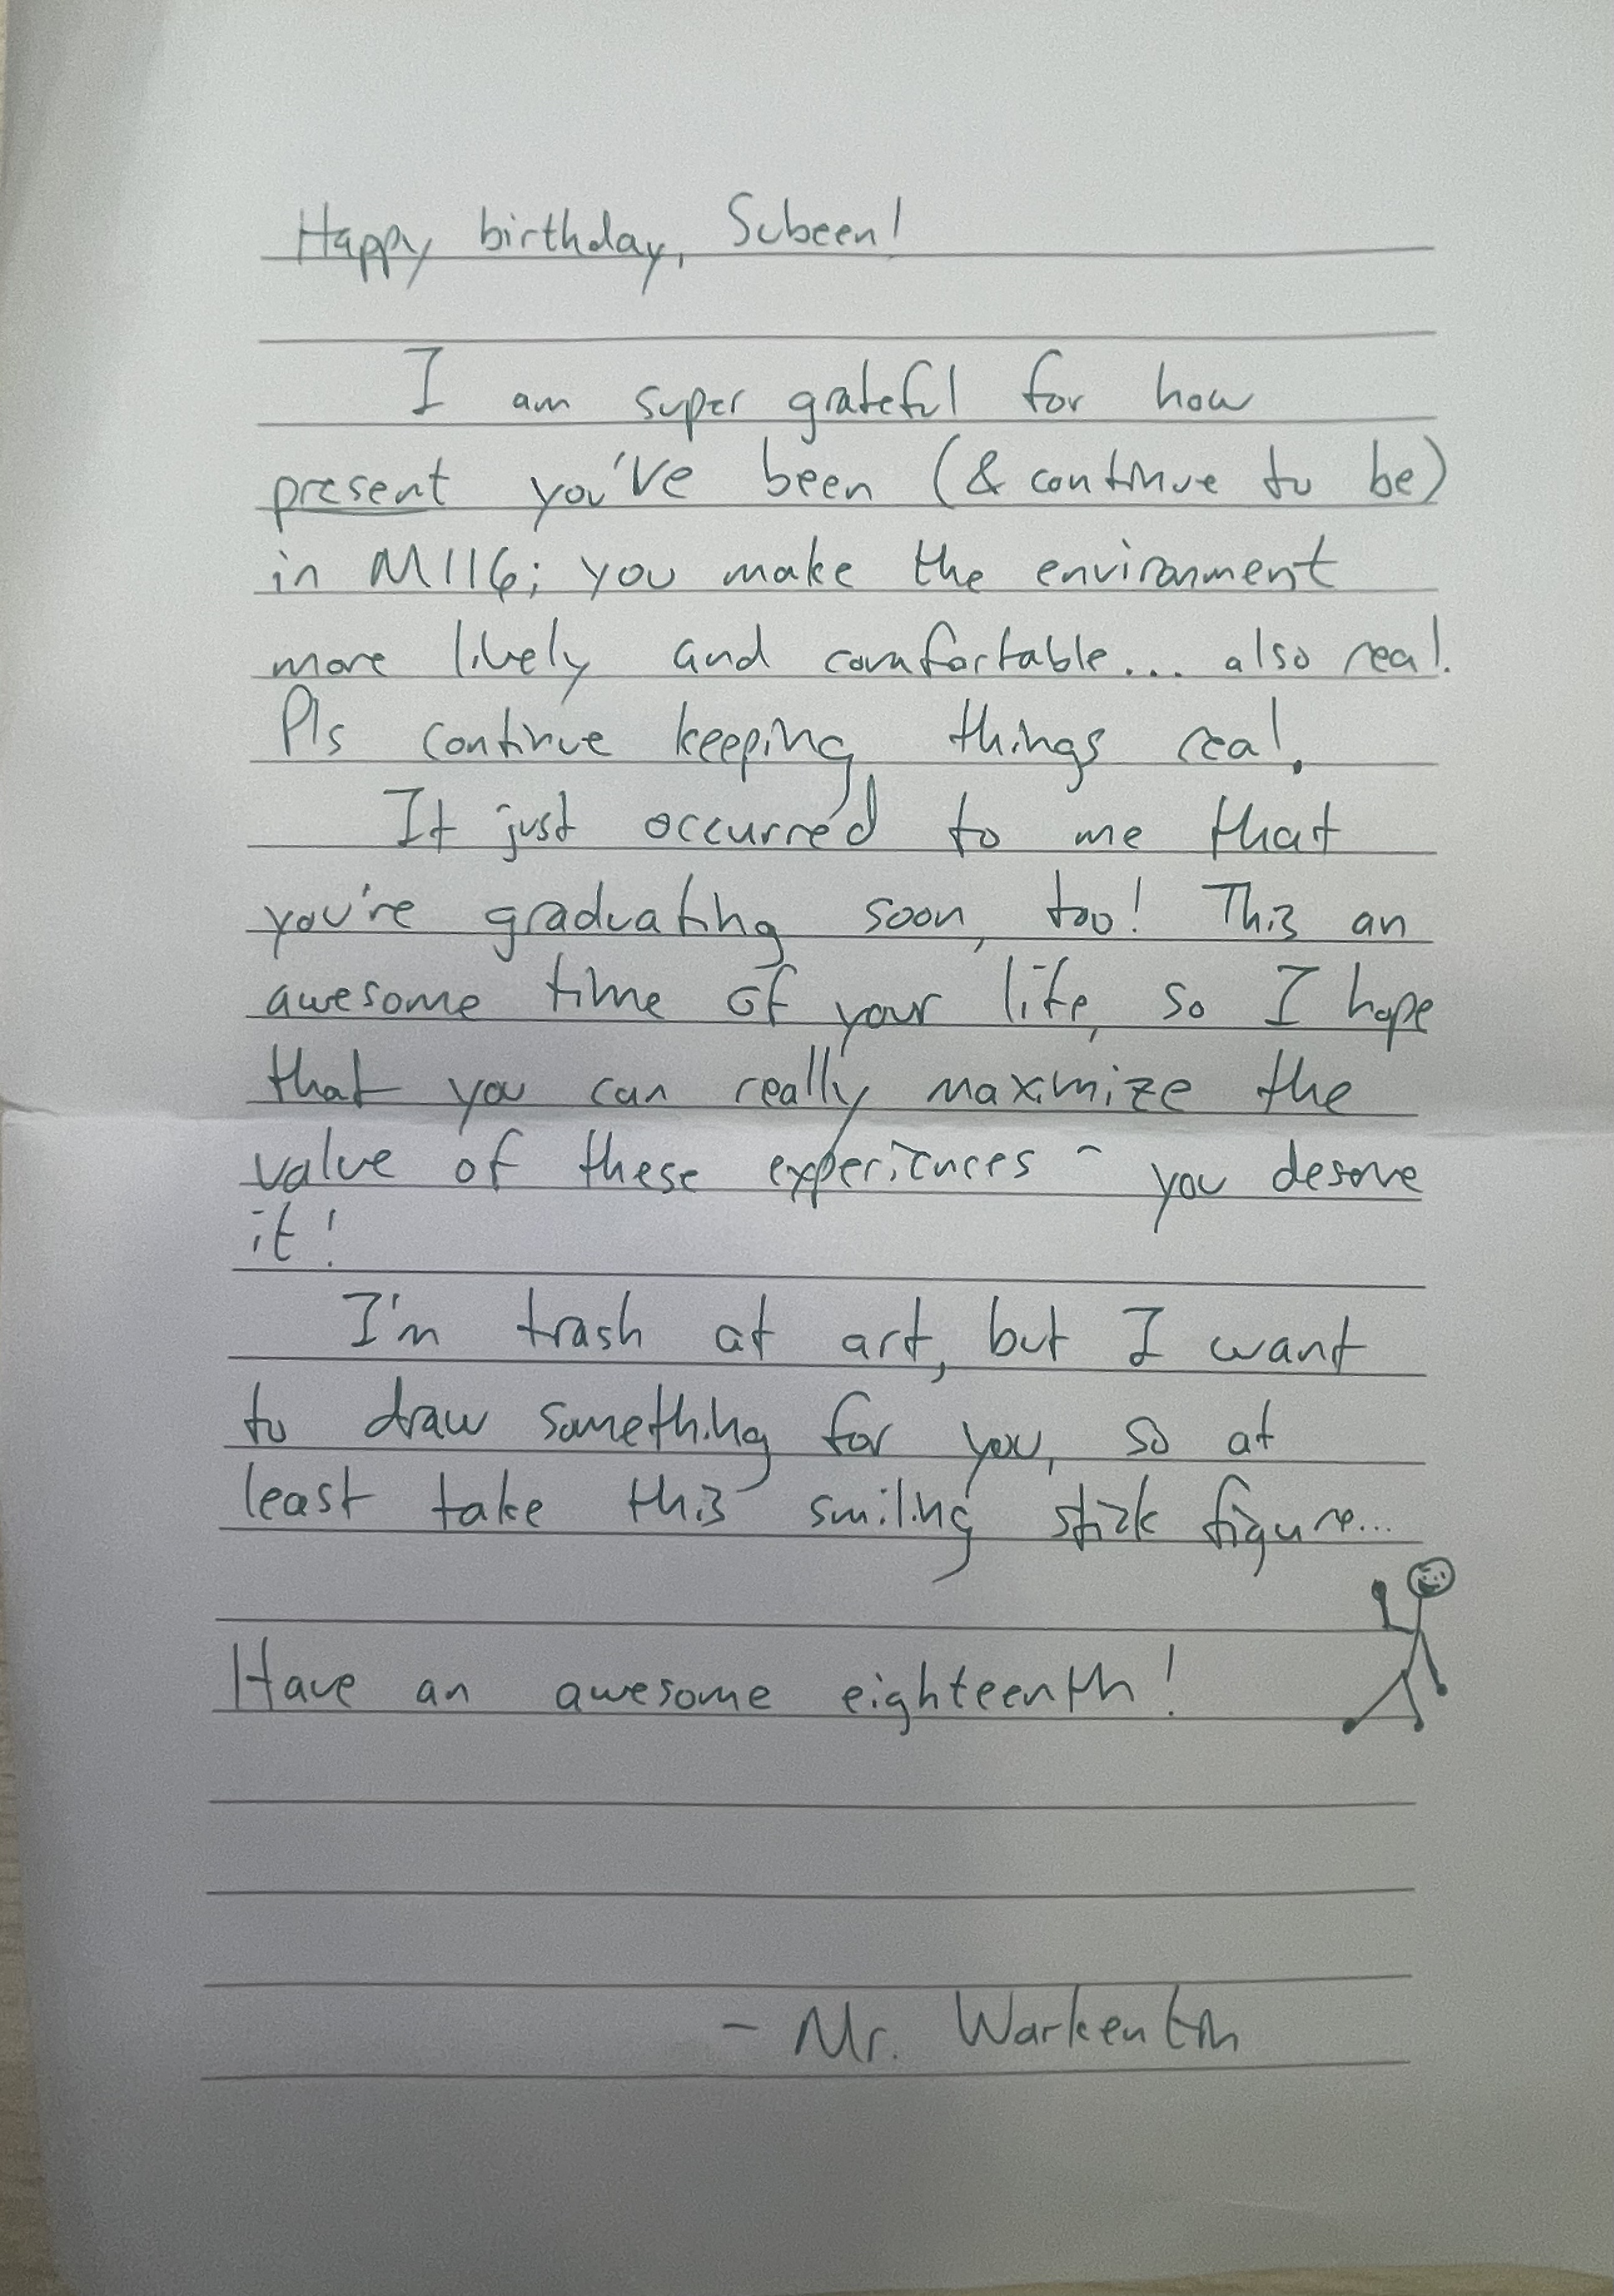 Happy birthday, Subeen!
I am super grateful for how
present you've been (& continue to be)
in M116; you make the environment
more lively and comfortable... also real.
Pls continue keeping things real.
It just occurred to me that
you're graduating soon, too! This an
awesome time of your life, so I hope
that you can really maximize the
value of these experiences - you deserve
it!
I'm trash at art, but I want
to draw something for you, so at
least take this smiling stick figure...
Have an awesome eighteenth!
- Mr. Warkentin